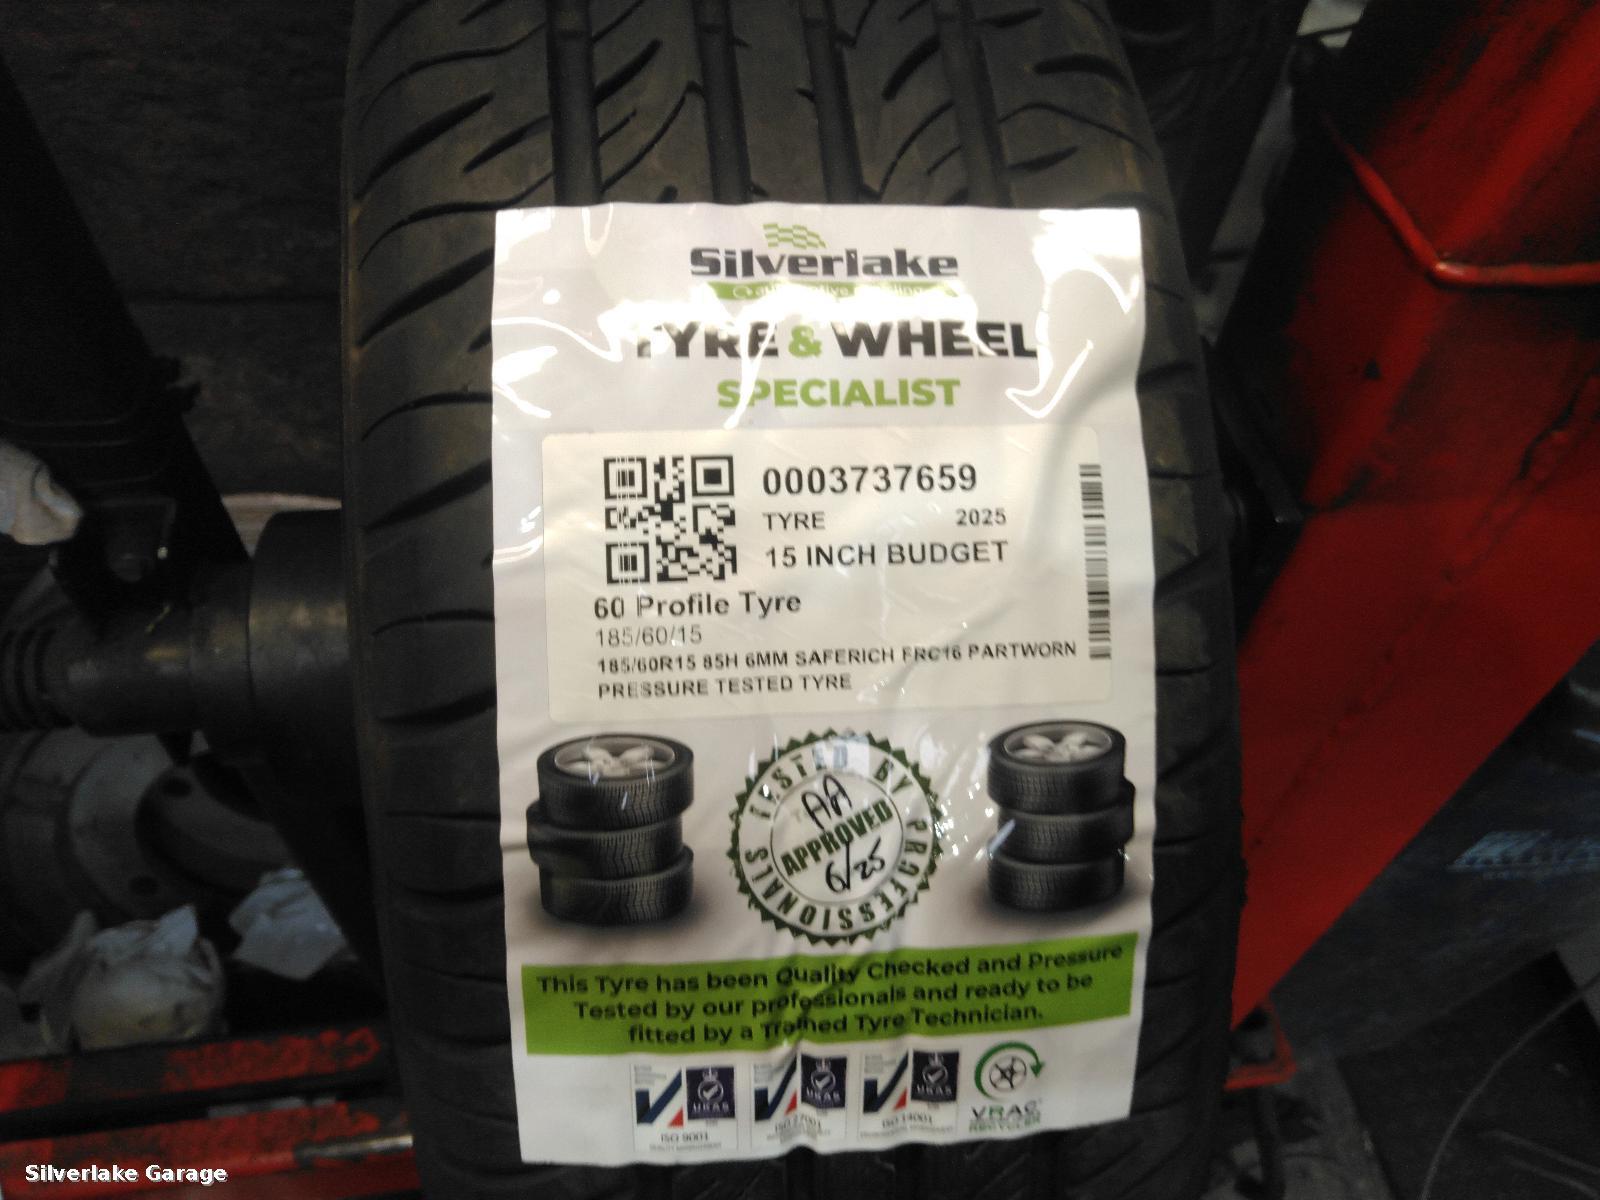 Silverlake
TYRE & WHEEL
SPECIALIST
0003737659
TYRE 2025
15 INCH BUDGET
60 Profile Tyre
185/60/15
185/60R15 85H 6MM SAFERICH FRC16 PARTWORN
PRESSURE TESTED TYRE
TESTED BY PROFESSIONALS
AA
APPROVED
6/25
This Tyre has been Quality Checked and Pressure
Tested by our professionals and ready to be
fitted by a Trained Tyre Technician.
UKAS UKAS UKAS
ISO 9001 ISO 27001 ISO 14001
VRAC
RECYCLER
Silverlake Garage